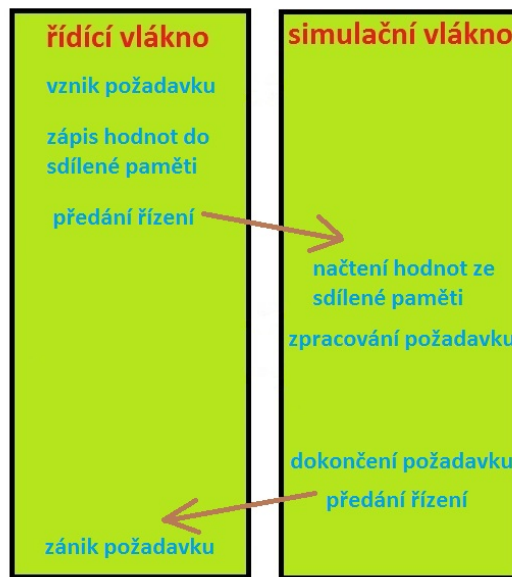 řídící vlákno
vznik požadavku
zápis hodnot do
sdílené paměti
předání řízení
zánik požadavku
simulační vlákno
načtení hodnot ze
sdílené paměti
zpracování požadavku
dokončení požadavku
předání řízení